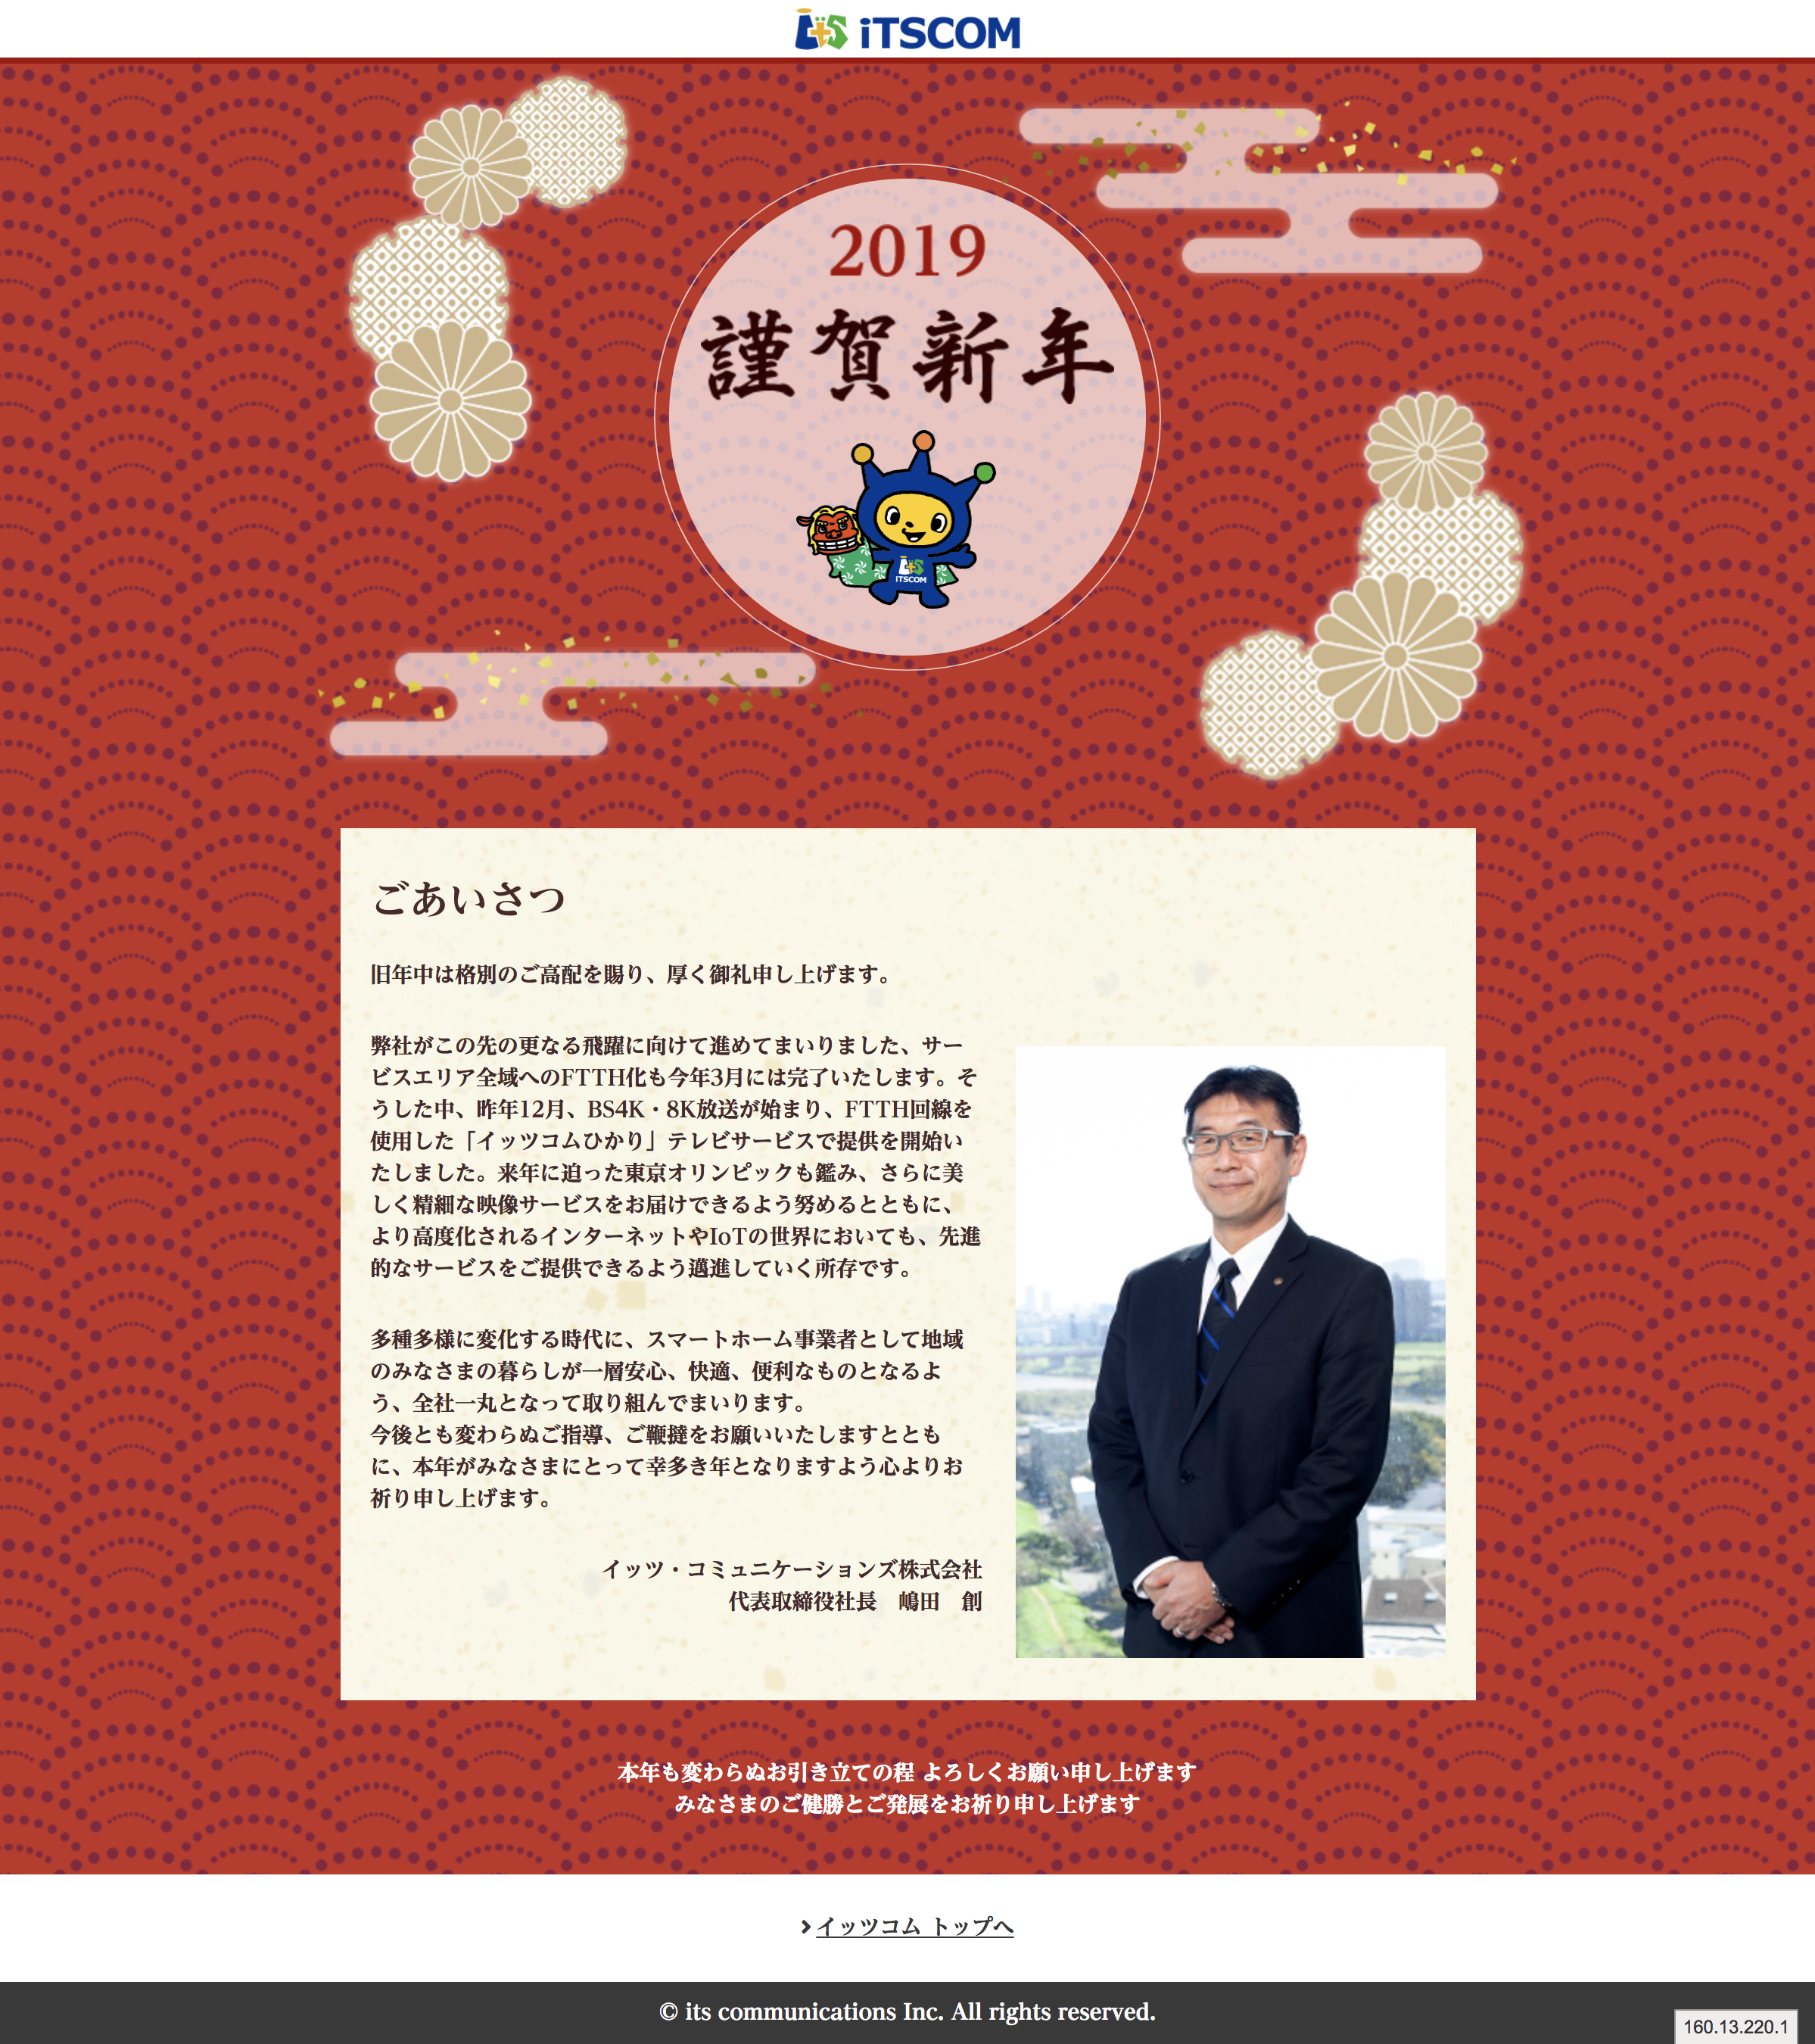 iTSCOM
2019
謹賀新年
iTSCOM
ごあいさつ
旧年中は格別のご高配を賜り、厚く御礼申し上げます。
弊社がこの先の更なる飛躍に向けて進めてまいりました、サー
ビスエリア全域へのFTTH化も今年3月には完了いたします。そ
うした中、昨年12月、BS4K・8K放送が始まり、FTTH回線を
使用した「イッツコムひかり」テレビサービスで提供を開始い
たしました。来年に迫った東京オリンピックも鑑み、さらに美
しく精細な映像サービスをお届けできるよう努めるとともに、
より高度化されるインターネットやIoTの世界においても、先進
的なサービスをご提供できるよう邁進していく所存です。
多種多様に変化する時代に、スマートホーム事業者として地域
のみなさまの暮らしが一層安心、快適、便利なものとなるよ
う、全社一丸となって取り組んでまいります。
今後とも変わらぬご指導、ご鞭撻をお願いいたしますととも
に、本年がみなさまにとって幸多き年となりますよう心よりお
祈り申し上げます。
イッツ・コミュニケーションズ株式会社
代表取締役社長　嶋田　創
本年も変わらぬお引き立ての程 よろしくお願い申し上げます
みなさまのご健勝とご発展をお祈り申し上げます
イッツコム トップへ
© its communications Inc. All rights reserved.
160.13.220.1